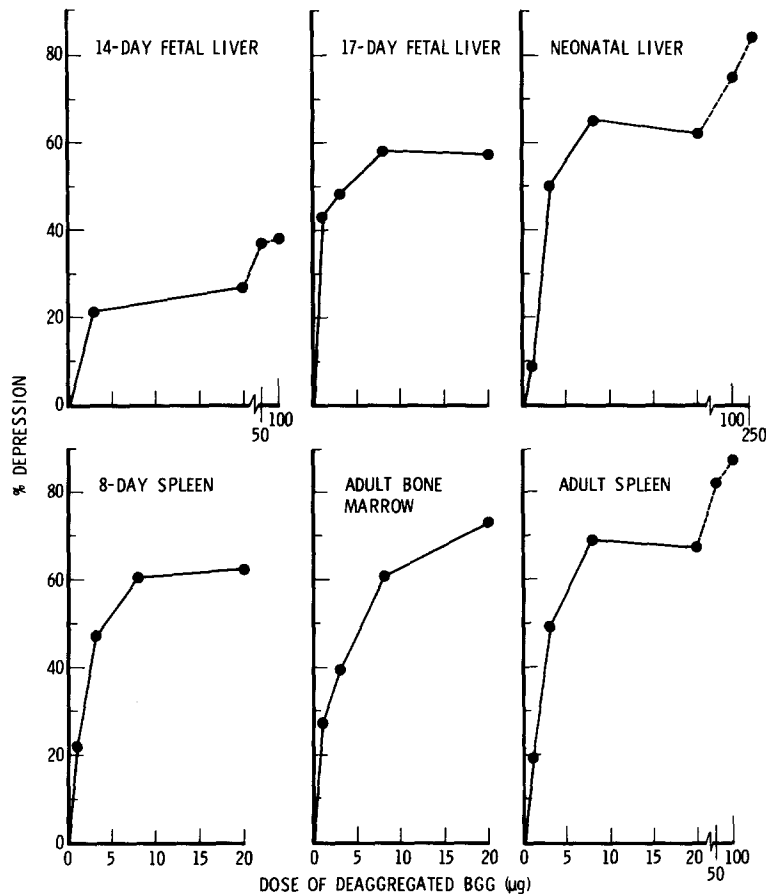 14-DAY FETAL LIVER
17-DAY FETAL LIVER
NEONATAL LIVER
80
60
40
20
0
50
100
100
250
% DEPRESSION
8-DAY SPLEEN
ADULT BONE
MARROW
ADULT SPLEEN
80
60
40
20
0
0 5 10 15 20
0 5 10 15 20
0 5 10 15 20
50
100
DOSE OF DEAGGREGATED BGG (µg)